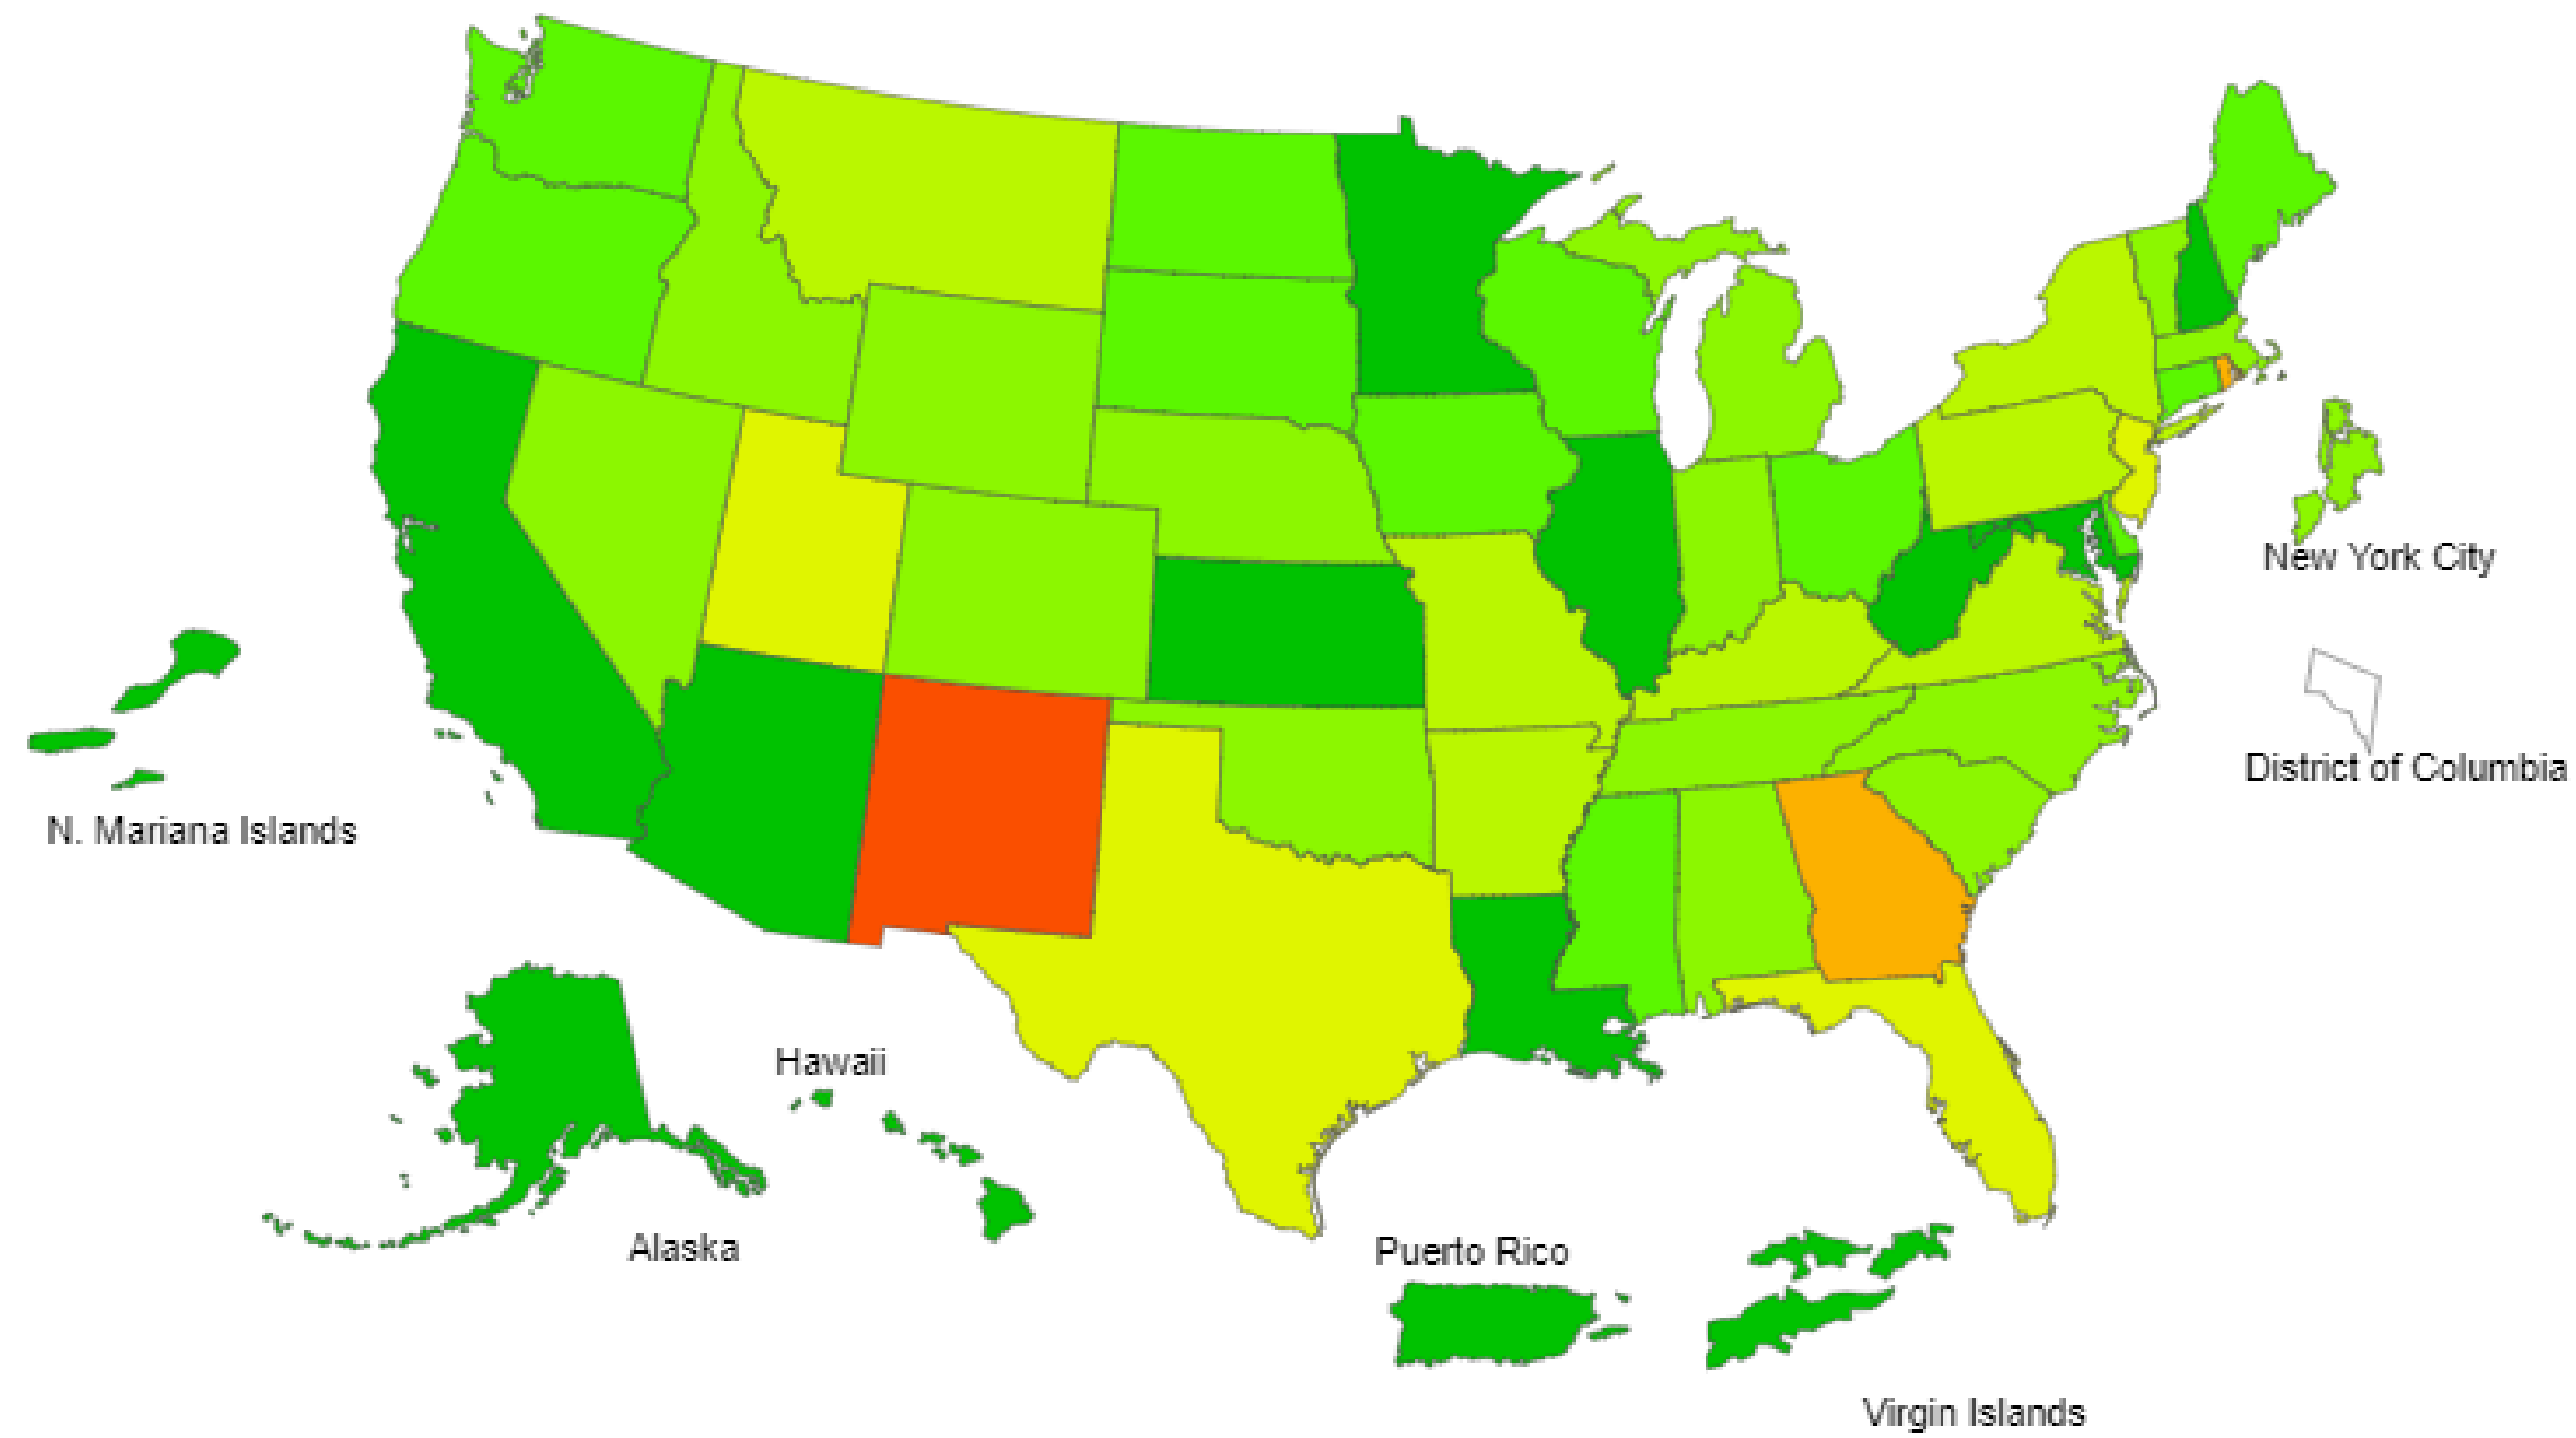 New York City
District of Columbia
N. Mariana Islands
Hawaii
Alaska
Puerto Rico
Virgin Islands